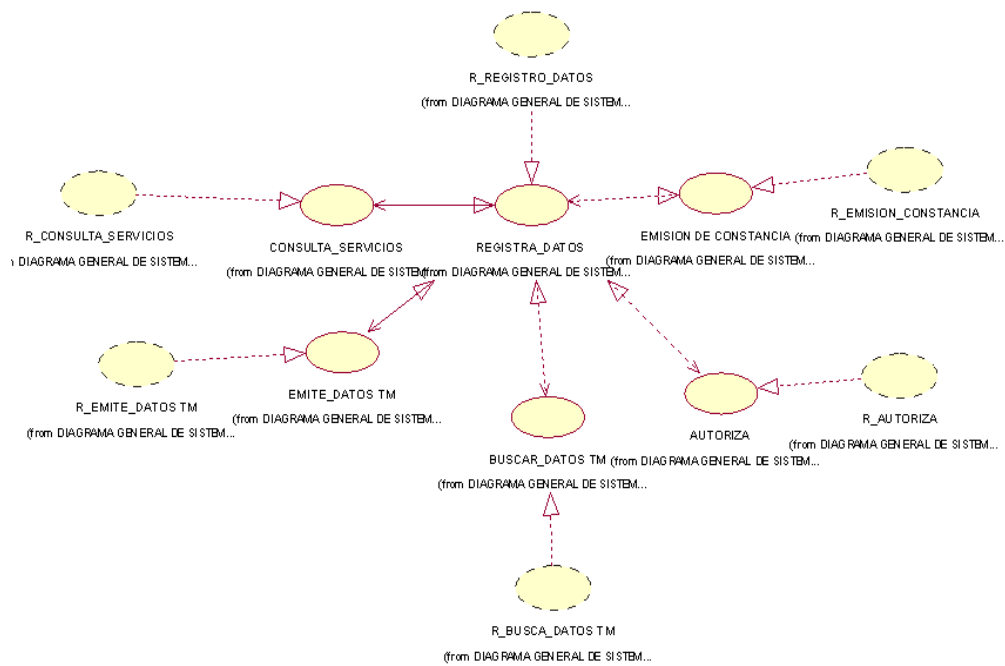 R_REGISTRO_DATOS
(from DIAGRAMA GENERAL DE SISTEM...
R_CONSULTA_SERVICIOS
DIAGRAMA GENERAL DE SISTEM...
CONSULTA_SERVICIOS
(from DIAGRAMA GENERAL DE SISTEM...
REGISTRA_DATOS
(from DIAGRAMA GENERAL DE SISTEM...
EMISION DE CONSTANCIA
(from DIAGRAMA GENERAL DE SISTEM...
R_EMISION_CONSTANCIA
(from DIAGRAMA GENERAL DE SISTEM...
R_EMITE_DATOS TM
(from DIAGRAMA GENERAL DE SISTEM...
EMITE_DATOS TM
(from DIAGRAMA GENERAL DE SISTEM...
BUSCAR_DATOS TM
(from DIAGRAMA GENERAL DE SISTEM...
AUTORIZA
(from DIAGRAMA GENERAL DE SISTEM...
R_AUTORIZA
(from DIAGRAMA GENERAL DE SISTEM...
R_BUSCA_DATOS TM
(from DIAGRAMA GENERAL DE SISTEM...